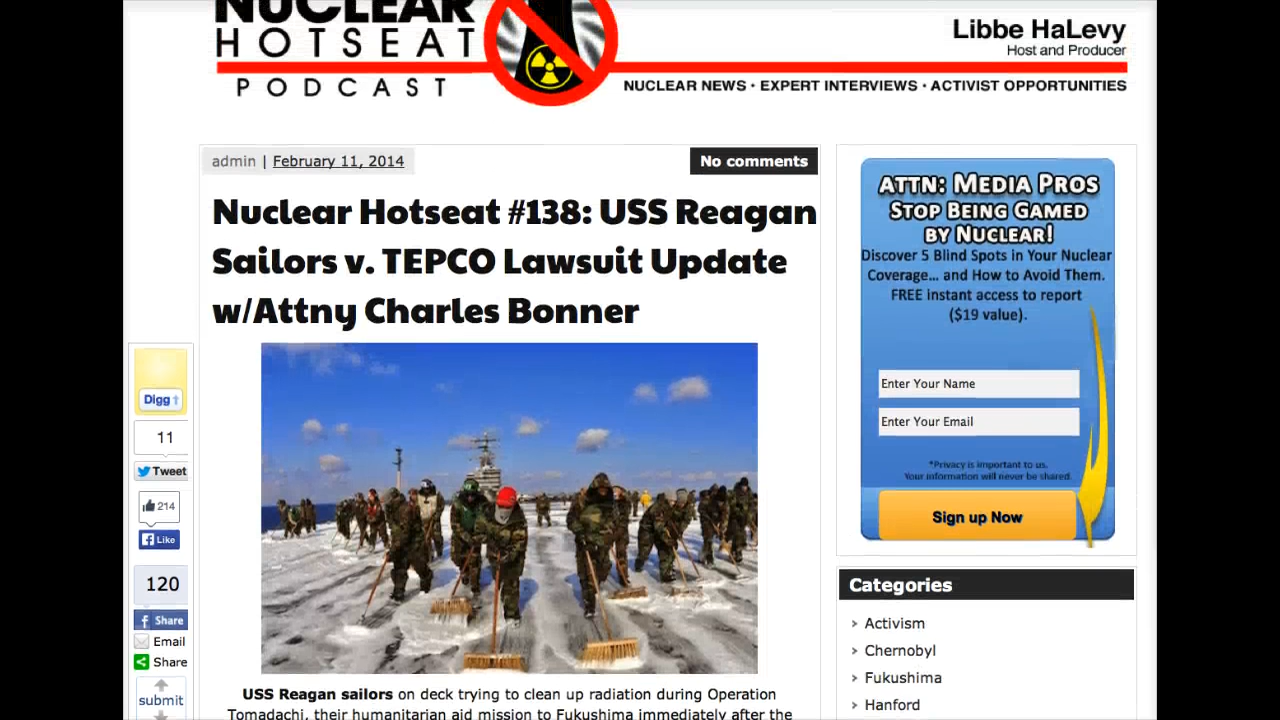 NUCLEAR
HOTSEAT
PODCAST
Libbe HaLevy
Host and Producer
NUCLEAR NEWS • EXPERT INTERVIEWS • ACTIVIST OPPORTUNITIES
admin | February 11, 2014
No comments
Nuclear Hotseat #138: USS Reagan
Sailors v. TEPCO Lawsuit Update
w/Attny Charles Bonner
Digg
11
Tweet
214
Like
120
Share
Email
Share
submit
USS Reagan sailors on deck trying to clean up radiation during Operation
Tomadachi, their humanitarian aid mission to Fukushima immediately after the
ATTN: MEDIA PROS
STOP BEING GAMED
BY NUCLEAR!
Discover 5 Blind Spots in Your Nuclear
Coverage... and How to Avoid Them.
FREE instant access to report
($19 value).
Enter Your Name
Enter Your Email
*Privacy is important to us.
Your information will never be shared.
Sign up Now
Categories
Activism
Chernobyl
Fukushima
Hanford